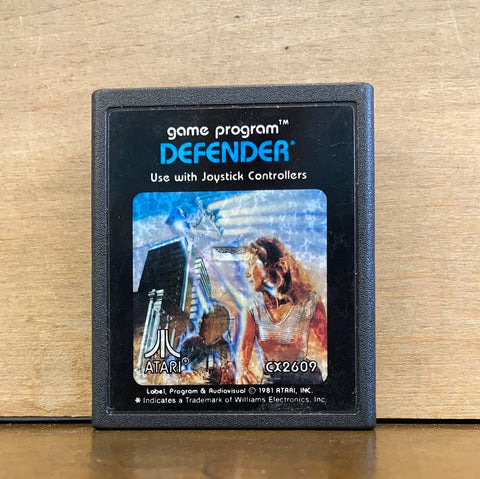 game program™
DEFENDER*
Use with Joystick Controllers
ATARI®
CX2609
Label, Program & Audiovisual © 1981 ATARI, INC.
* Indicates a Trademark of Williams Electronics, Inc.